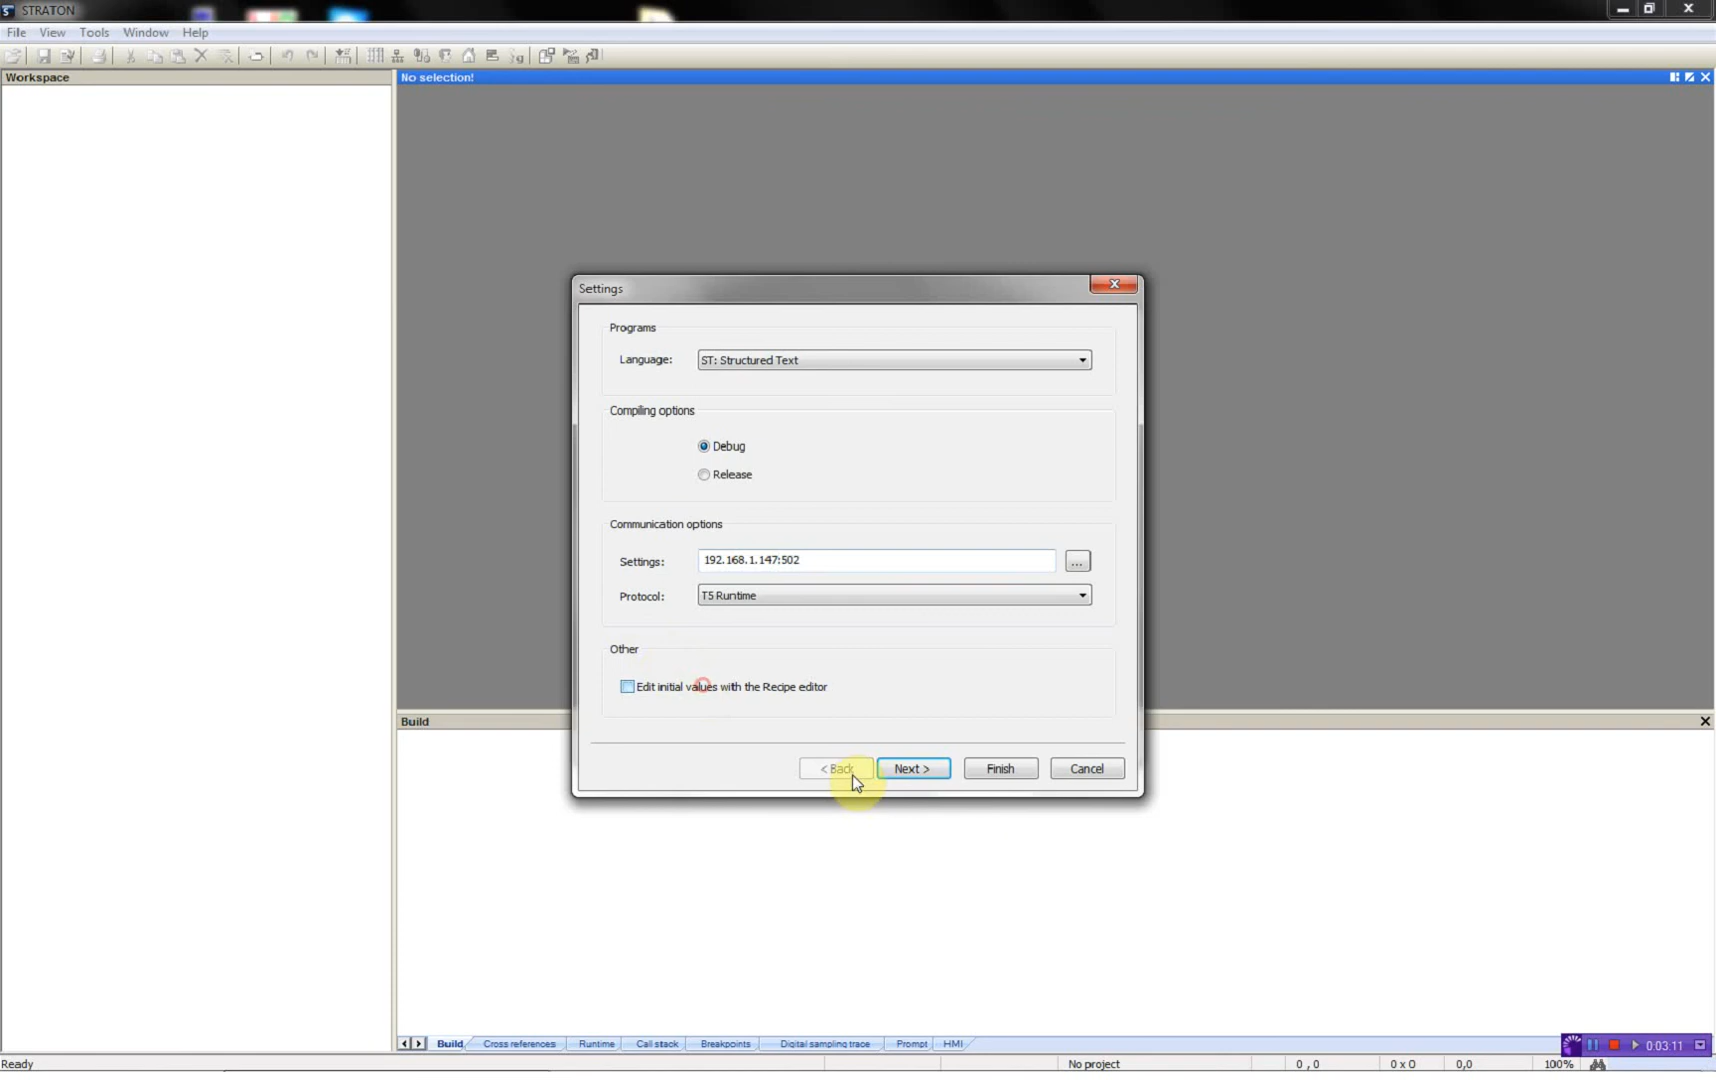 STRATON
File View Tools Window Help
Workspace
No selection!
Settings
Programs
Language: ST: Structured Text
Compiling options
Debug
Release
Communication options
Settings: 192.168.1.147:502 ...
Protocol: T5 Runtime
Other
Edit initial values with the Recipe editor
< Back Next > Finish Cancel
Build
Build Cross references Runtime Call stack Breakpoints Digital sampling trace Prompt HMI
0:03:11
Ready No project 0 , 0 0 x 0 0,0 100%